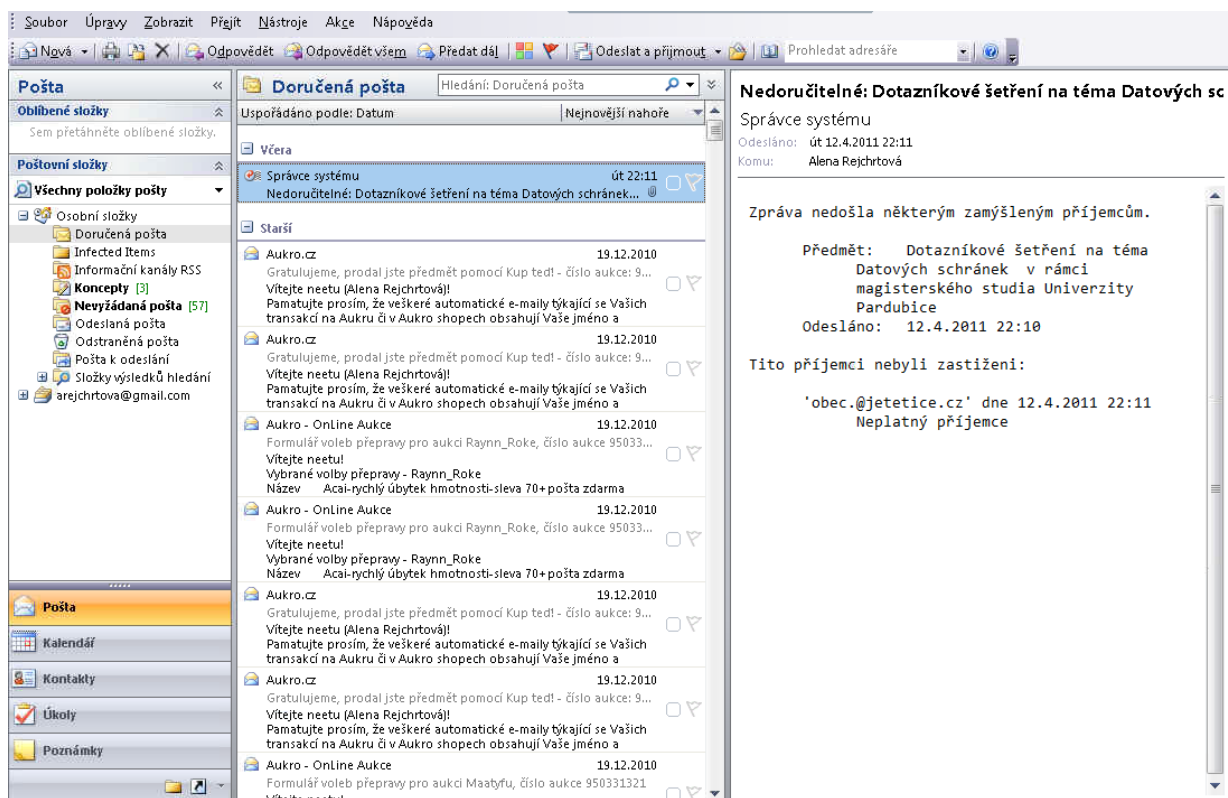 Soubor Úpravy Zobrazit Přejít Nástroje Akce Nápověda
Nová Odpovědět Odpovědět všem Předat dál Odeslat a přijmout Prohledat adresáře
Pošta
Oblíbené složky
Sem přetáhněte oblíbené složky.
Poštovní složky
Všechny položky pošty
Osobní složky
Doručená pošta
Infected Items
Informační kanály RSS
Koncepty [3]
Nevyžádaná pošta [57]
Odeslaná pošta
Odstraněná pošta
Pošta k odeslání
Složky výsledků hledání
arejchrtova@gmail.com
Pošta
Kalendář
Kontakty
Úkoly
Poznámky
Doručená pošta Hledání: Doručená pošta
Uspořádáno podle: Datum Nejnovější nahoře
Včera
Správce systému út 22:11
Nedoručitelné: Dotazníkové šetření na téma Datových schránek...
Starší
Aukro.cz 19.12.2010
Gratulujeme, prodal jste předmět pomocí Kup teď! - číslo aukce: 9...
Vítejte neetu (Alena Rejchrtová)!
Pamatujte prosím, že veškeré automatické e-maily týkající se Vašich
transakcí na Aukru či v Aukro shopech obsahují Vaše jméno a
Aukro.cz 19.12.2010
Gratulujeme, prodal jste předmět pomocí Kup teď! - číslo aukce: 9...
Vítejte neetu (Alena Rejchrtová)!
Pamatujte prosím, že veškeré automatické e-maily týkající se Vašich
transakcí na Aukru či v Aukro shopech obsahují Vaše jméno a
Aukro - OnLine Aukce 19.12.2010
Formulář voleb přepravy pro aukci Raynn_Roke, číslo aukce 95033...
Vítejte neetu!
Vybrané volby přepravy - Raynn_Roke
Název Acai-rychlý úbytek hmotnosti-sleva 70+pošta zdarma
Aukro - OnLine Aukce 19.12.2010
Formulář voleb přepravy pro aukci Raynn_Roke, číslo aukce 95033...
Vítejte neetu!
Vybrané volby přepravy - Raynn_Roke
Název Acai-rychlý úbytek hmotnosti-sleva 70+pošta zdarma
Aukro.cz 19.12.2010
Gratulujeme, prodal jste předmět pomocí Kup teď! - číslo aukce: 9...
Vítejte neetu (Alena Rejchrtová)!
Pamatujte prosím, že veškeré automatické e-maily týkající se Vašich
transakcí na Aukru či v Aukro shopech obsahují Vaše jméno a
Aukro.cz 19.12.2010
Gratulujeme, prodal jste předmět pomocí Kup teď! - číslo aukce: 9...
Vítejte neetu (Alena Rejchrtová)!
Pamatujte prosím, že veškeré automatické e-maily týkající se Vašich
transakcí na Aukru či v Aukro shopech obsahují Vaše jméno a
Aukro - OnLine Aukce 19.12.2010
Formulář voleb přepravy pro aukci Maatyfu, číslo aukce 950331321
Nedoručitelné: Dotazníkové šetření na téma Datových sc
Správce systému
Odesláno: út 12.4.2011 22:11
Komu: Alena Rejchrtová
Zpráva nedošla některým zamýšleným příjemcům.
Předmět: Dotazníkové šetření na téma
Datových schránek v rámci
magisterského studia Univerzity
Pardubice
Odesláno: 12.4.2011 22:10
Tito příjemci nebyli zastiženi:
'obec.@jetetice.cz' dne 12.4.2011 22:11
Neplatný příjemce